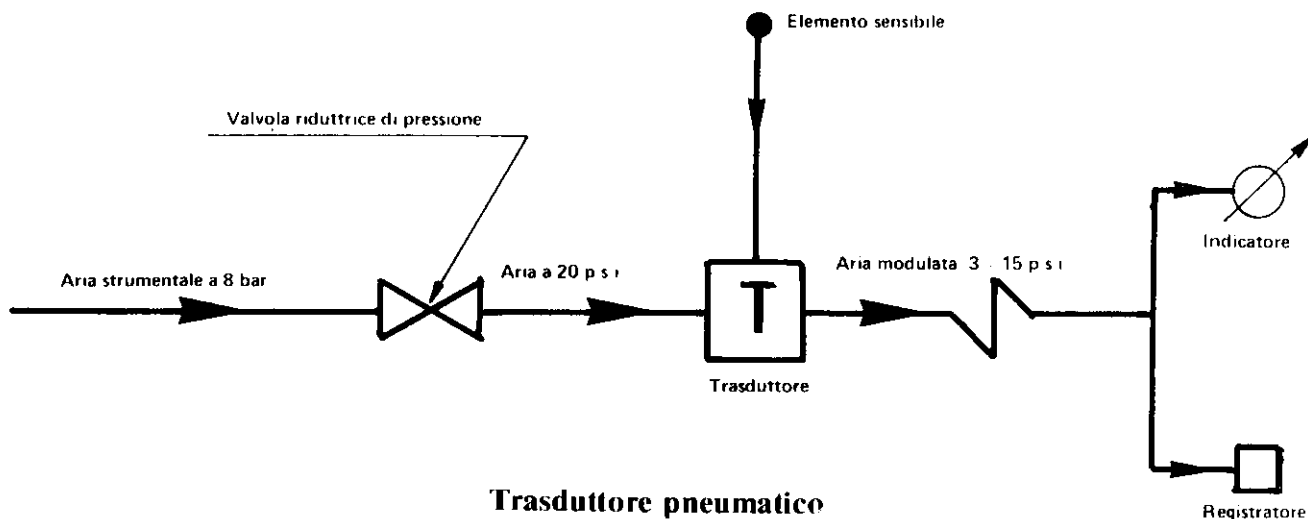 Elemento sensibile
Valvola riduttrice di pressione
Aria strumentale a 8 bar
Aria a 20 p s i
Aria modulata 3 - 15 p s i
T
Indicatore
Trasduttore
Registratore
Trasduttore pneumatico